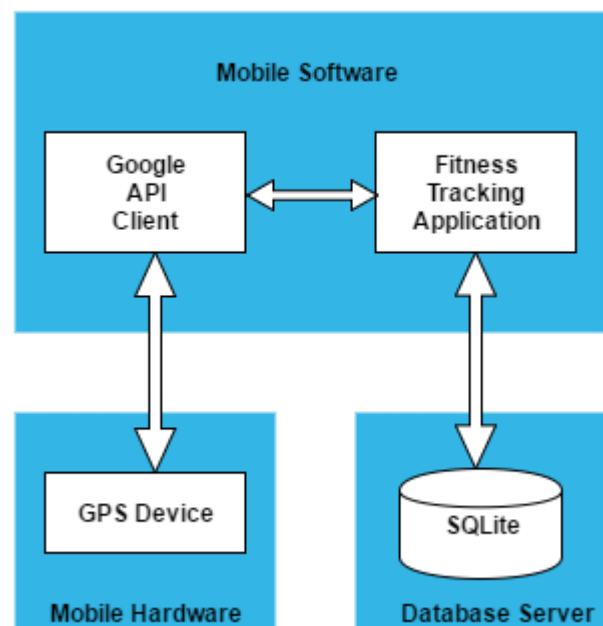 Mobile Software
Google
API
Client
Fitness
Tracking
Application
GPS Device
SQLite
Mobile Hardware
Database Server